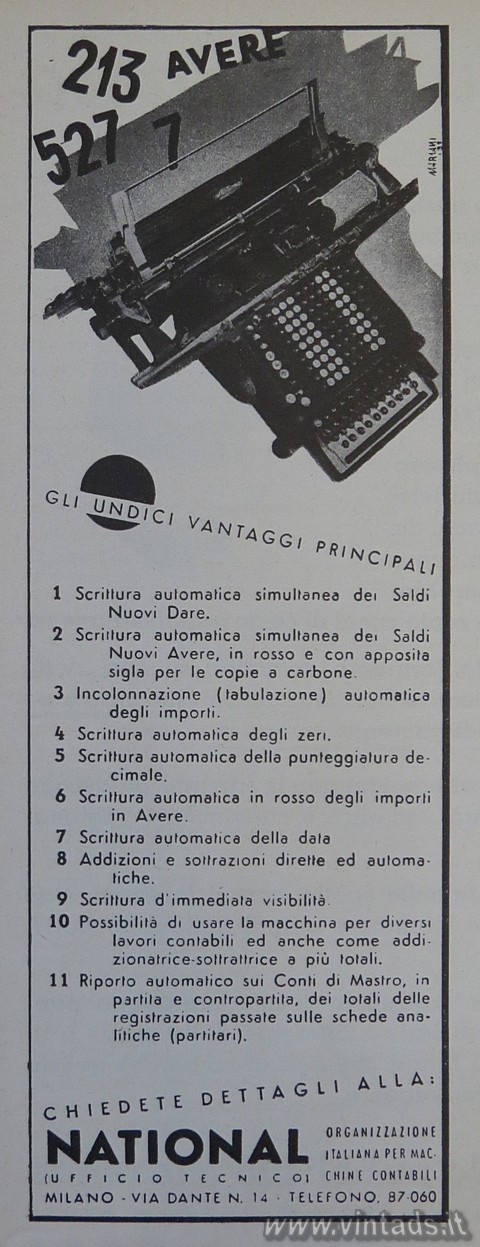 213 AVERE
527 7
MARIANI
GLI UNDICI VANTAGGI PRINCIPALI
1 Scrittura automatica simultanea dei Saldi
Nuovi Dare.
2 Scrittura automatica simultanea dei Saldi
Nuovi Avere, in rosso e con apposita
sigla per le copie a carbone.
3 Incolonnazione (tabulazione) automatica
degli importi.
4 Scrittura automatica degli zeri.
5 Scrittura automatica della punteggiatura de-
cimale.
6 Scrittura automatica in rosso degli importi
in Avere.
7 Scrittura automatica della data
8 Addizioni e sottrazioni dirette ed automa-
tiche.
9 Scrittura d'immediata visibilità.
10 Possibilità di usare la macchina per diversi
lavori contabili ed anche come addi-
zionatrice-sottrattrice a più totali.
11 Riporto automatico sui Conti di Mastro, in
partita e contropartita, dei totali delle
registrazioni passate sulle schede ana-
litiche (partitari).
CHIEDETE DETTAGLI ALLA:
NATIONAL
(UFFICIO TECNICO)
ORGANIZZAZIONE
ITALIANA PER MAC-
CHINE CONTABILI
MILANO - VIA DANTE N. 14 - TELEFONO, 87-060
www.vintads.it